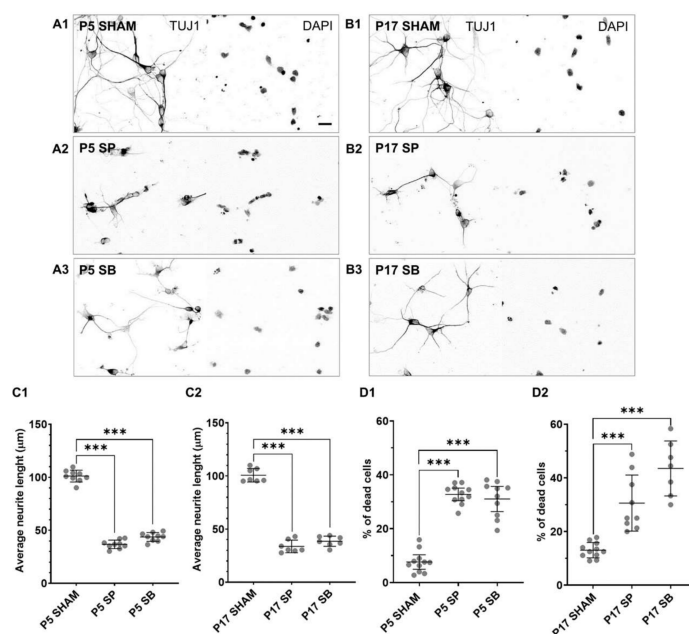 A1 P5 SHAM TUJ1 DAPI
B1 P17 SHAM TUJ1 DAPI
A2 P5 SP
B2 P17 SP
A3 P5 SB
B3 P17 SB
C1
C2
D1
D2
Average neurite lenght (μm)
150
100
50
0
***
***
P5 SHAM
P5 SP
P5 SB
Average neurite lenght (μm)
150
100
50
0
***
***
P17 SHAM
P17 SP
P17 SB
% of dead cells
60
40
20
0
***
***
P5 SHAM
P5 SP
P5 SB
% of dead cells
60
40
20
0
***
***
P17 SHAM
P17 SP
P17 SB